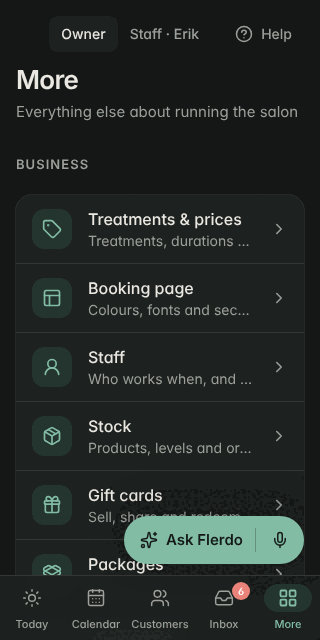 Owner
Staff · Erik
Help
More
Everything else about running the salon
BUSINESS
Treatments & prices
Treatments, durations ...
Booking page
Colours, fonts and sec...
Staff
Who works when, and ...
Stock
Products, levels and or...
Gift cards
Sell, share and redeem...
Ask Flerdo
Packages
6
Today
Calendar
Customers
Inbox
More